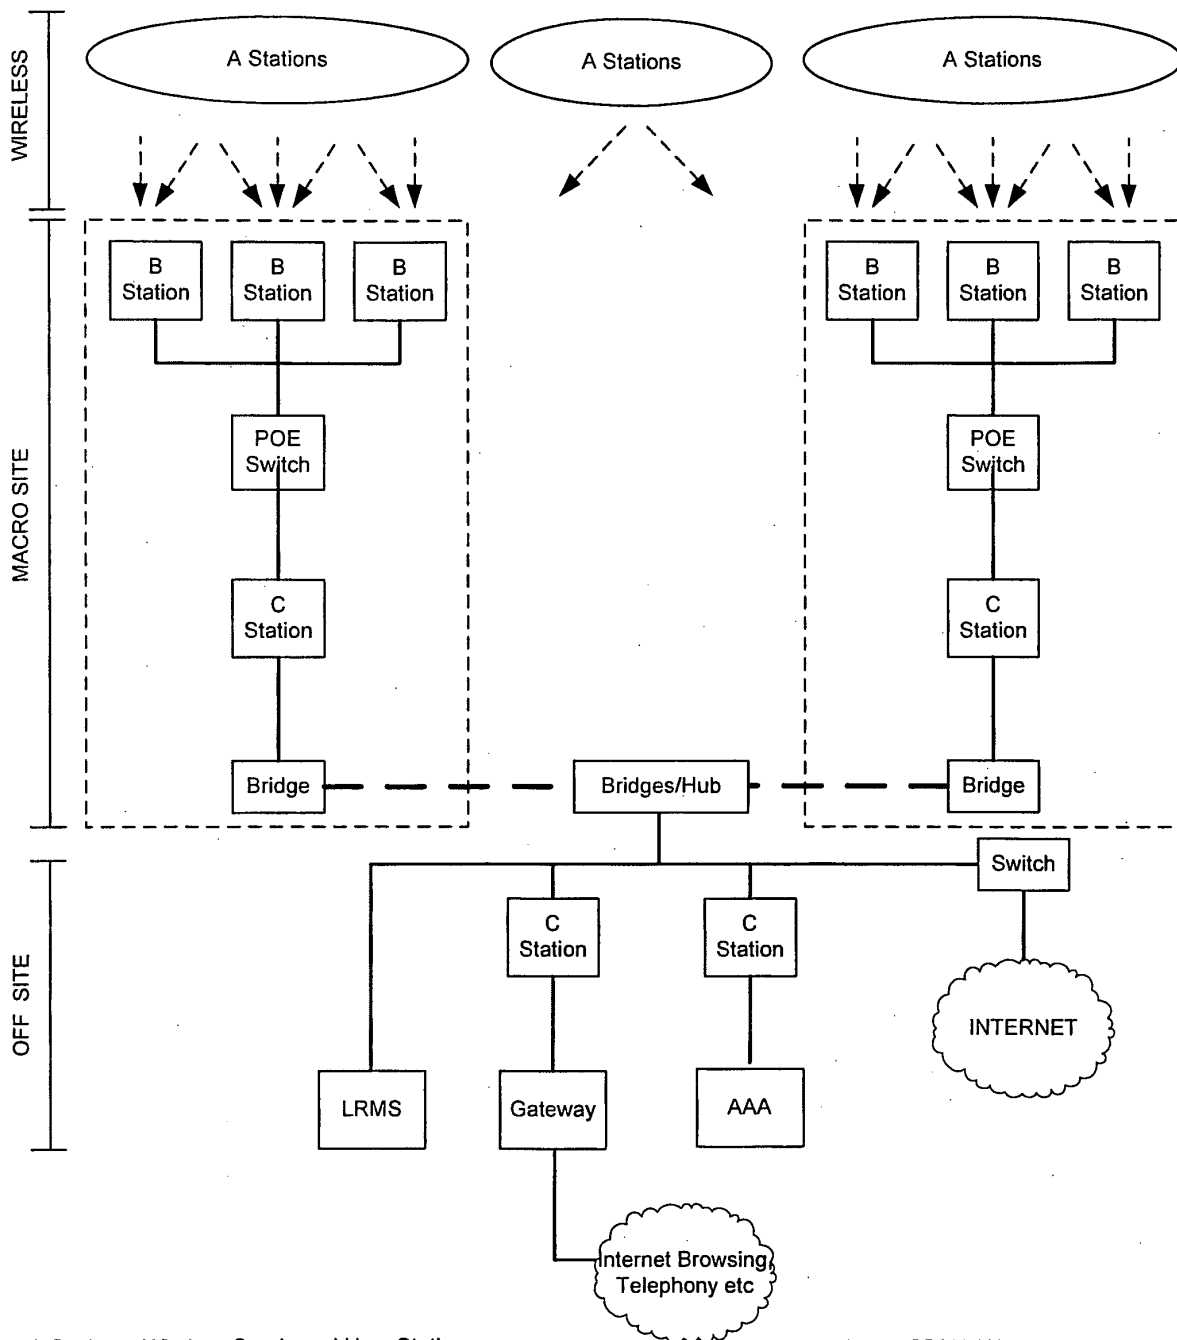 WIRELESS
A Stations
A Stations
A Stations
MACRO SITE
B
Station
B
Station
B
Station
B
Station
B
Station
B
Station
POE
Switch
POE
Switch
C
Station
C
Station
Bridge
Bridges/Hub
Bridge
OFF SITE
Switch
C
Station
C
Station
INTERNET
LRMS
Gateway
AAA
Internet Browsing,
Telephony etc